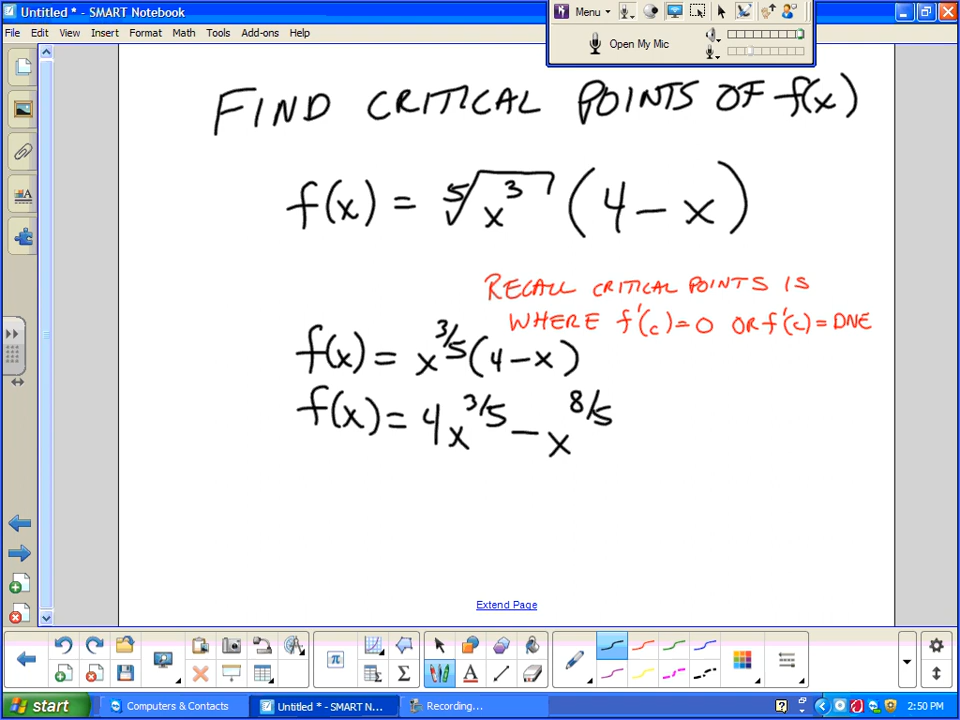 Untitled * - SMART Notebook
Menu
File Edit View Insert Format Math Tools Add-ons Help
Open My Mic
FIND CRITICAL POINTS OF f(x)
f(x) = ⁵√x³ (4 - x)
RECALL CRITICAL POINTS IS
WHERE f'(c) = 0 OR f'(c) = DNE
f(x) = x^3/5 (4 - x)
f(x) = 4x^3/5 - x^8/5
Extend Page
start Computers & Contacts Untitled * - SMART N... Recording... 2:50 PM